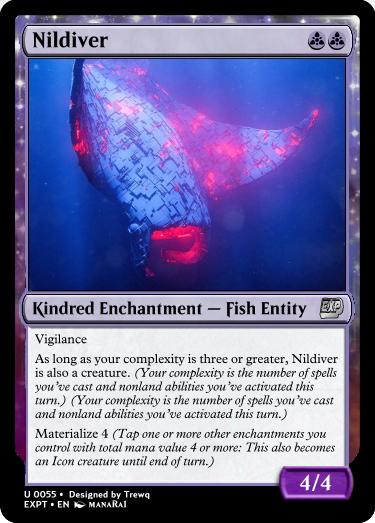 Nildiver
EXP
Kindred Enchantment — Fish Entity
Vigilance
As long as your complexity is three or greater, Nildiver
is also a creature. (Your complexity is the number of spells
you've cast and nonland abilities you've activated this
turn.) (Your complexity is the number of spells you've cast
and nonland abilities you've activated this turn.)
Materialize 4 (Tap one or more other enchantments you
control with total mana value 4 or more: This also becomes
an Icon creature until end of turn.)
4/4
U 0055 • Designed by Trewq
EXPT • EN MANARAI